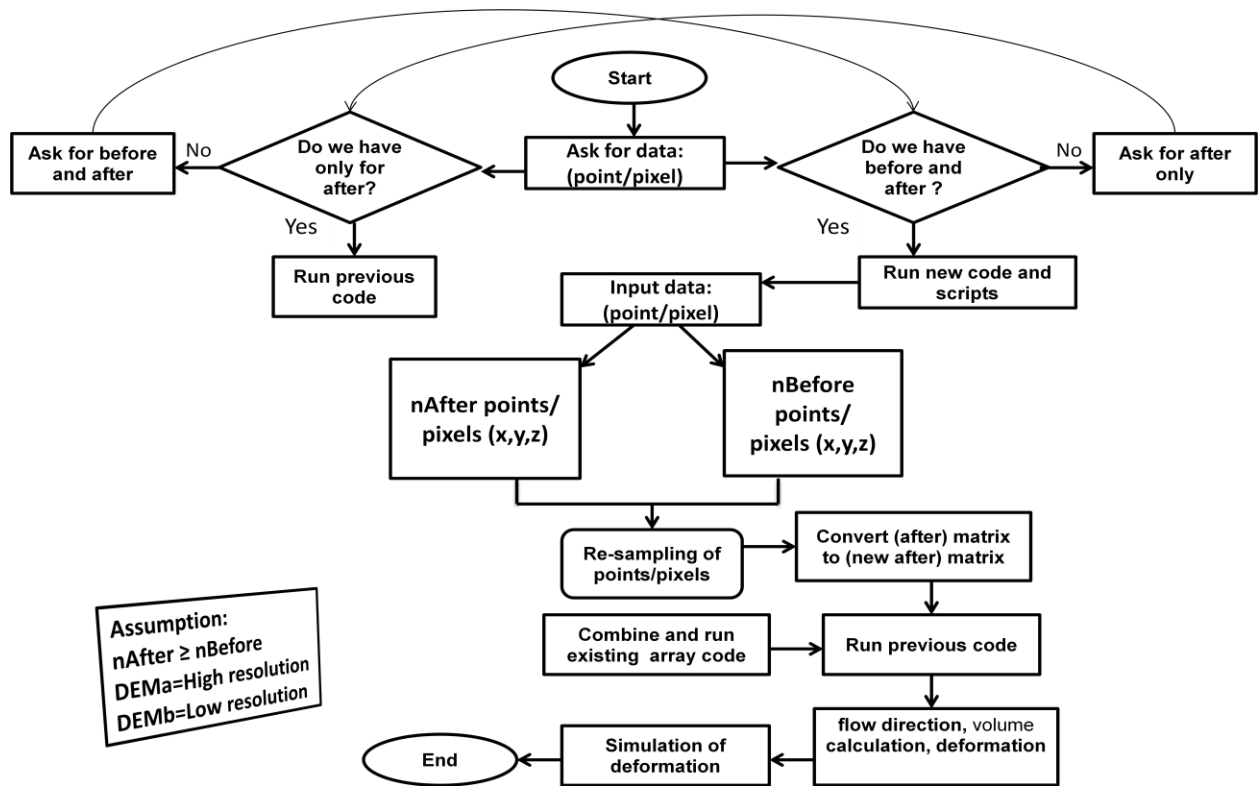 Start
Ask for before
and after
No
Do we have
only for
after?
Ask for data:
(point/pixel)
Do we have
before and
after ?
No
Ask for after
only
Yes
Yes
Run previous
code
Input data:
(point/pixel)
Run new code and
scripts
nAfter points/
pixels (x,y,z)
nBefore
points/
pixels (x,y,z)
Re-sampling of
points/pixels
Convert (after) matrix
to (new after) matrix
Assumption:
nAfter ≥ nBefore
DEMa=High resolution
DEMb=Low resolution
Combine and run
existing array code
Run previous code
End
Simulation of
deformation
flow direction, volume
calculation, deformation